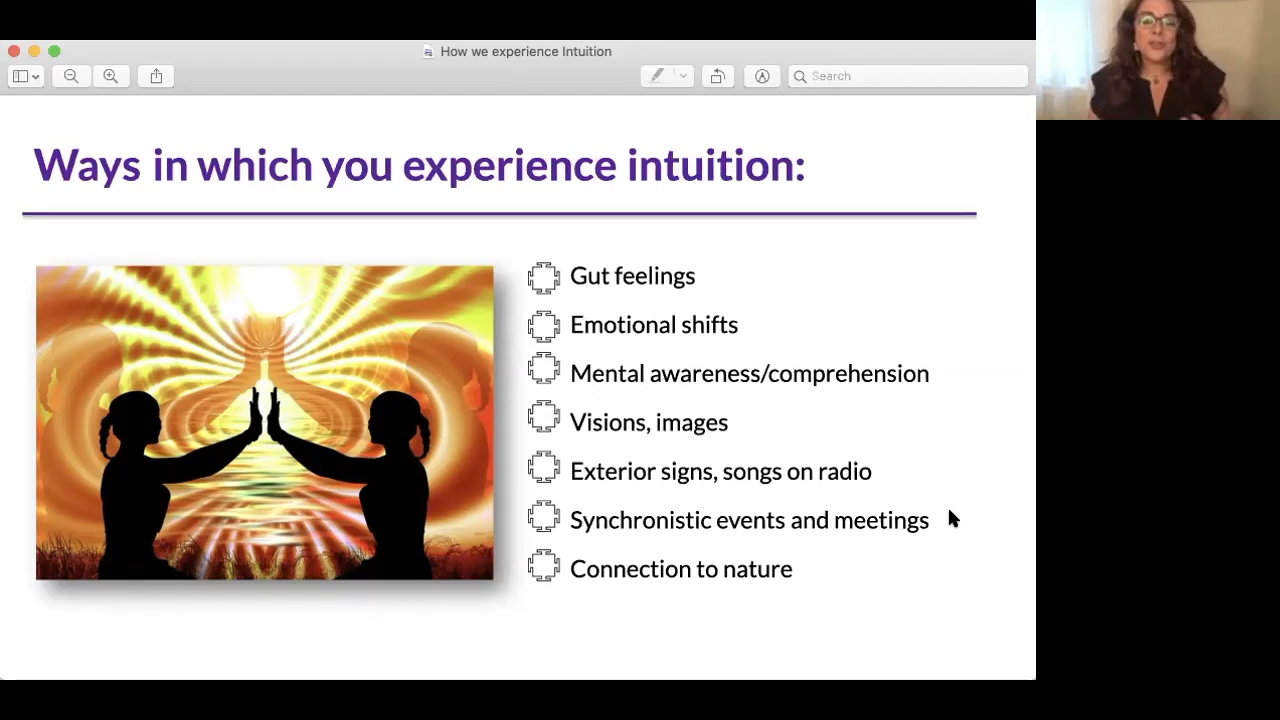 How we experience Intuition
Search
Ways in which you experience intuition:
Gut feelings
Emotional shifts
Mental awareness/comprehension
Visions, images
Exterior signs, songs on radio
Synchronistic events and meetings
Connection to nature